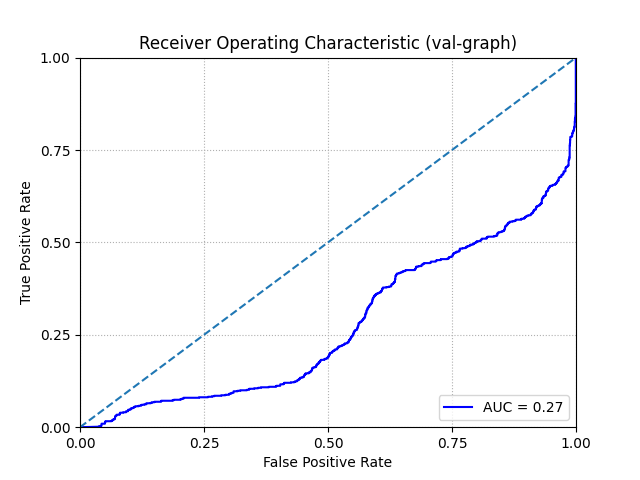 Receiver Operating Characteristic (val-graph)
1.00
0.75
0.50
0.25
0.00
True Positive Rate
AUC = 0.27
0.00 0.25 0.50 0.75 1.00
False Positive Rate